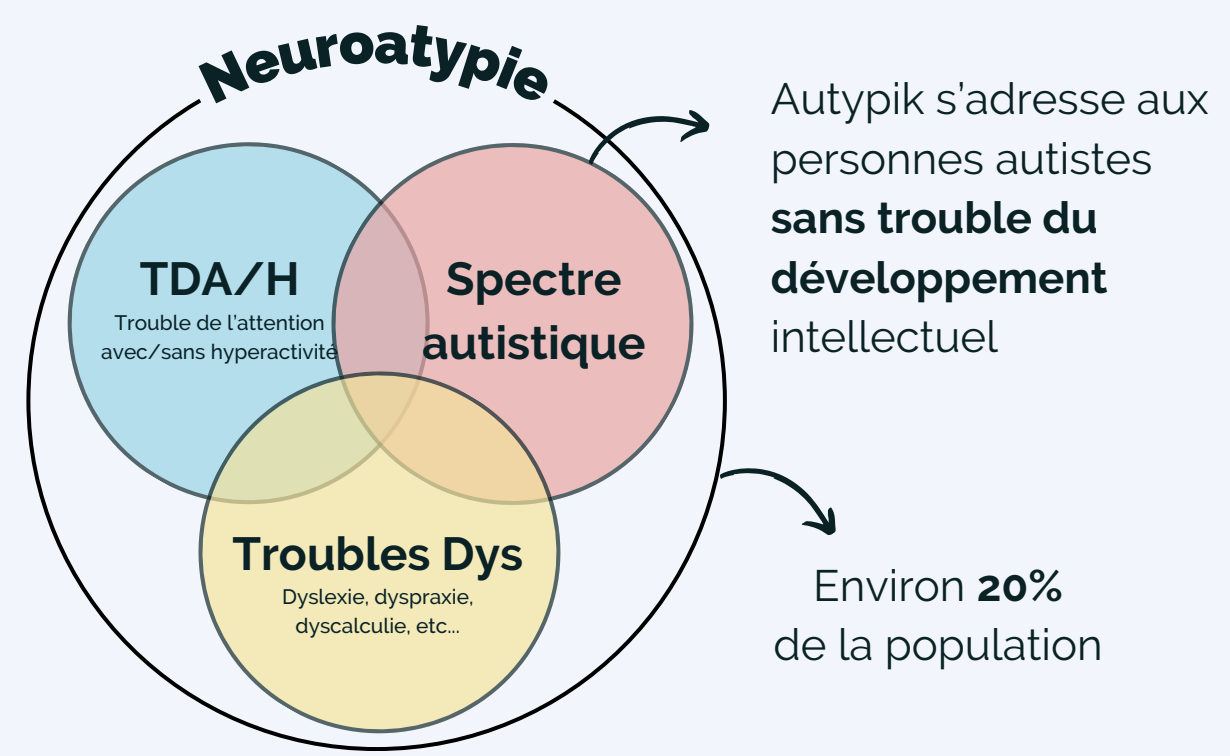 Neuroatypie
TDA/H
Trouble de l'attention
avec/sans hyperactivité
Spectre
autistique
Troubles Dys
Dyslexie, dyspraxie,
dyscalculie, etc...
Autypik s'adresse aux
personnes autistes
sans trouble du
développement
intellectuel
Environ 20%
de la population